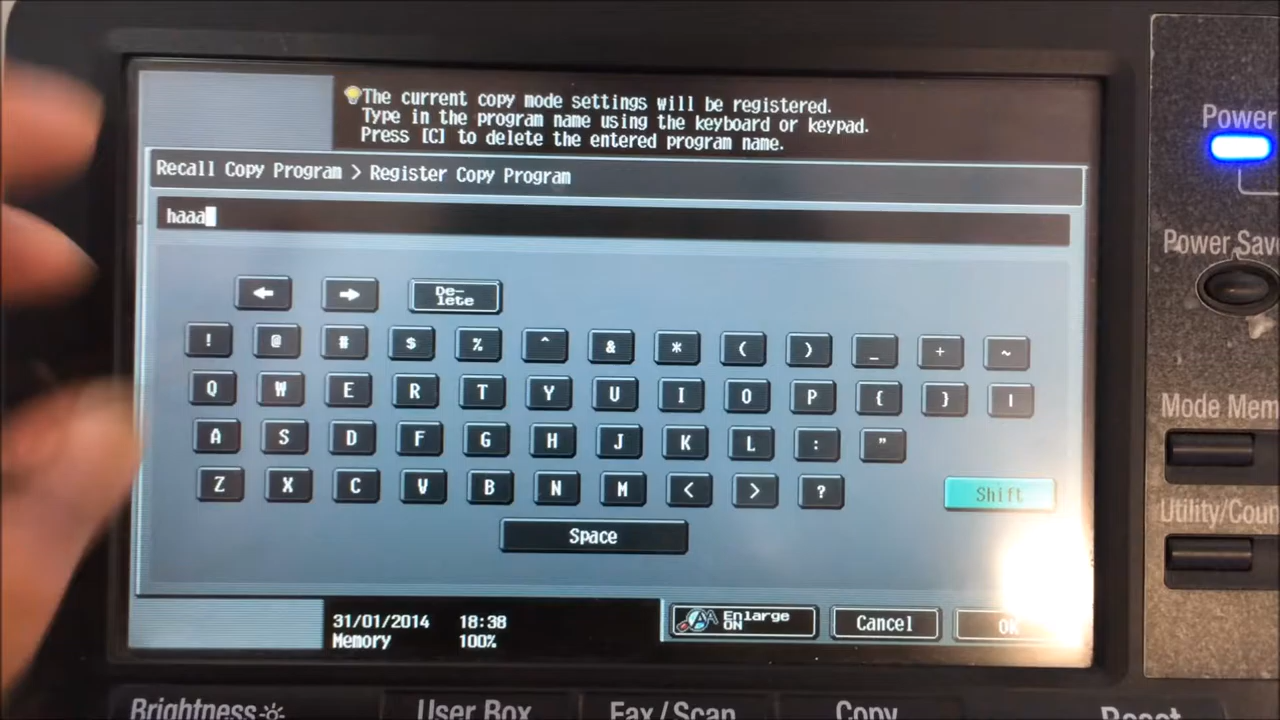 The current copy mode settings will be registered.
Type in the program name using the keyboard or keypad.
Press [C] to delete the entered program name.
Recall Copy Program > Register Copy Program
haaa
← → De-
lete
! @ # $ % ^ & * ( ) _ + ~
Q W E R T Y U I O P { } |
A S D F G H J K L : "
Z X C V B N M < > ? Shift
Space
31/01/2014 18:38
Memory 100%
Enlarge
ON
Cancel
OK
Power
Power Save
Mode Mem
Utility/Coun
Brightness
User Box
Fax/Scan
Copy
Reset